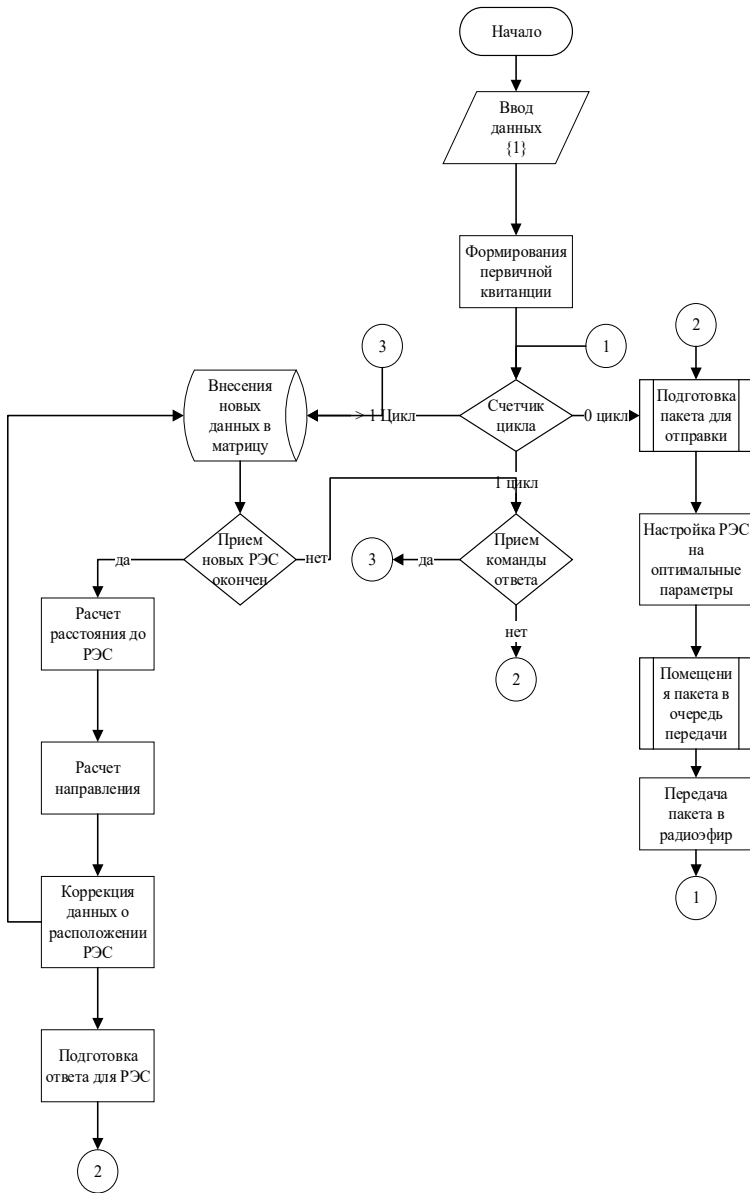 Начало
Ввод
данных
{1}
Формирования
первичной
квитанции
3
1
2
Внесения
новых
данных в
матрицу
> 1 Цикл
Счетчик
цикла
0 цикл
Подготовка
пакета для
отправки
1 цикл
Прием
новых РЭС
окончен
да
нет
3
да
Прием
команды
ответа
нет
2
Настройка РЭС
на
оптимальные
параметры
Расчет
расстояния до
РЭС
Помещени
я пакета в
очередь
передачи
Расчет
направления
Передача
пакета в
радиоэфир
1
Коррекция
данных о
расположении
РЭС
Подготовка
ответа для РЭС
2